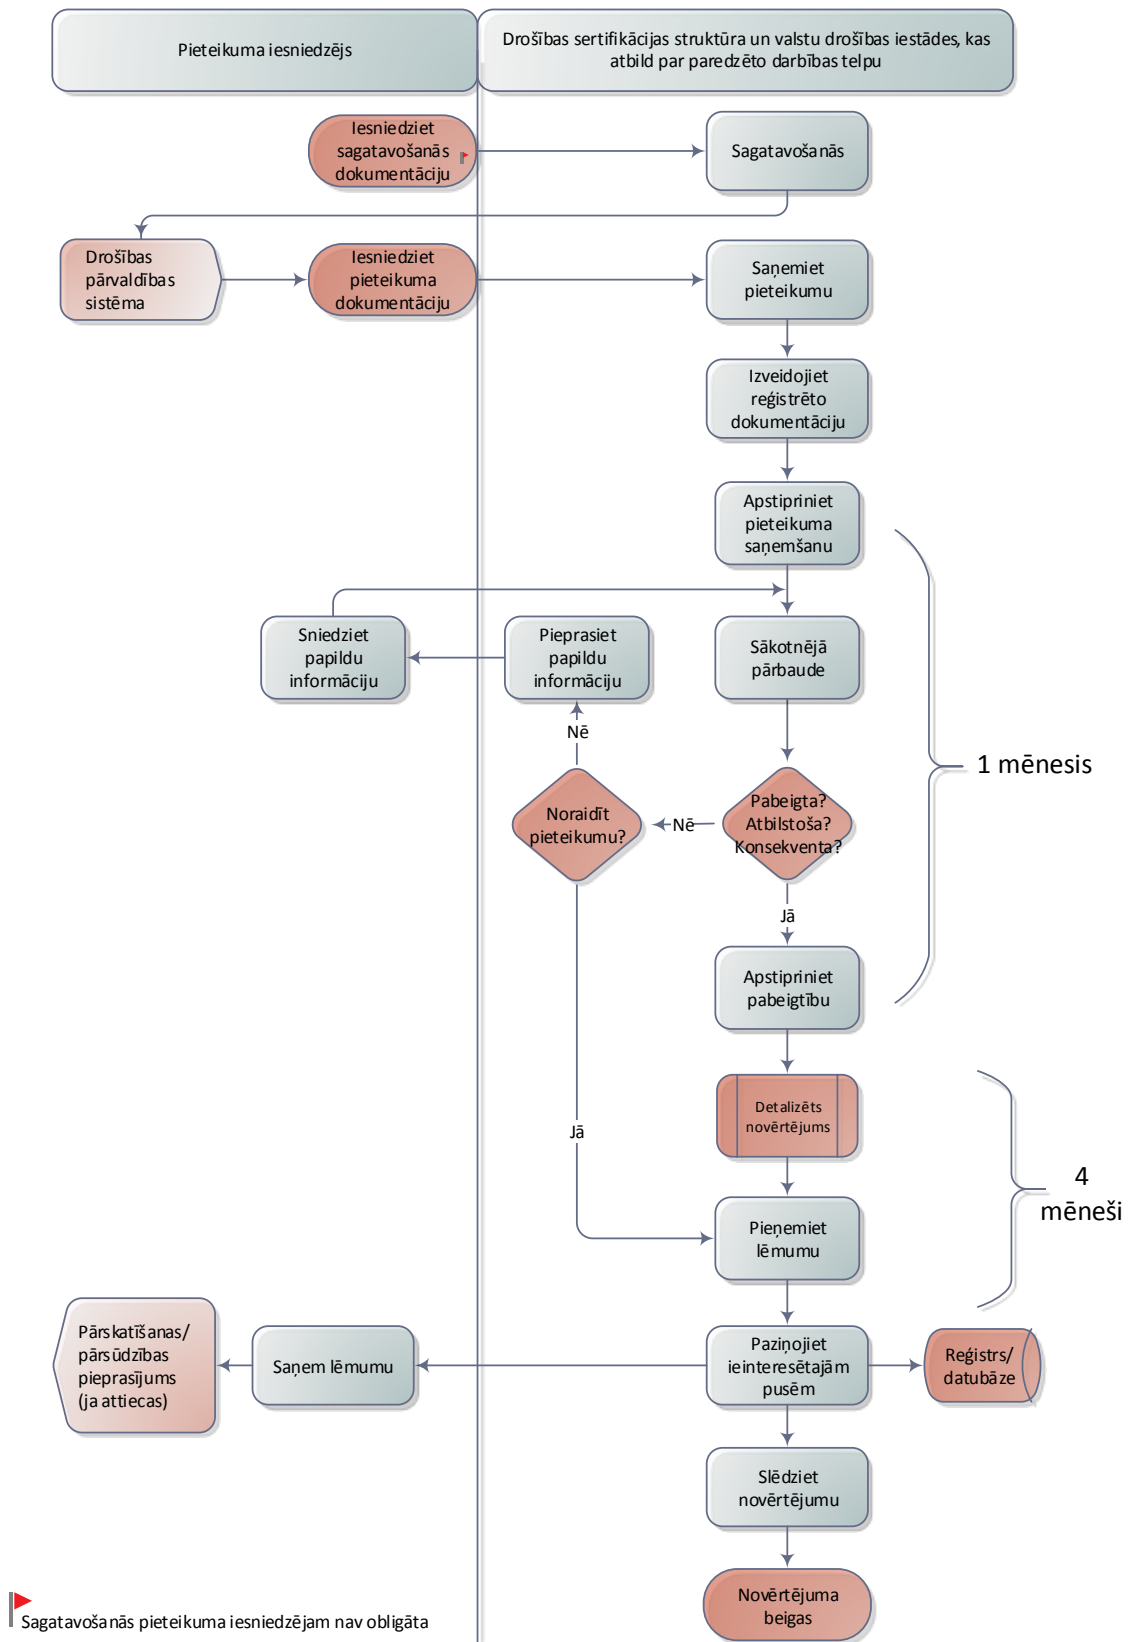 Pieteikuma iesniedzējs
Drošības sertifikācijas struktūra un valstu drošības iestādes, kas
atbild par paredzēto darbības telpu
Iesniedziet
sagatavošanās
dokumentāciju
Sagatavošanās
Drošības
pārvaldības
sistēma
Iesniedziet
pieteikuma
dokumentāciju
Saņemiet
pieteikumu
Izveidojiet
reģistrēto
dokumentāciju
Apstipriniet
pieteikuma
saņemšanu
Sniedziet
papildu
informāciju
Pieprasiet
papildu
informāciju
Sākotnējā
pārbaude
Nē
1 mēnesis
Noraidīt
pieteikumu?
Nē
Pabeigta?
Atbilstoša?
Konsekventa?
Jā
Apstipriniet
pabeigtību
Detalizēts
novērtējums
Jā
4
mēneši
Pieņemiet
lēmumu
Pārskatīšanas/
pārsūdzības
pieprasījums
(ja attiecas)
Saņem lēmumu
Paziņojiet
ieinteresētajām
pusēm
Reģistrs/
datubāze
Slēdziet
novērtējumu
Novērtējuma
beigas
Sagatavošanās pieteikuma iesniedzējam nav obligāta